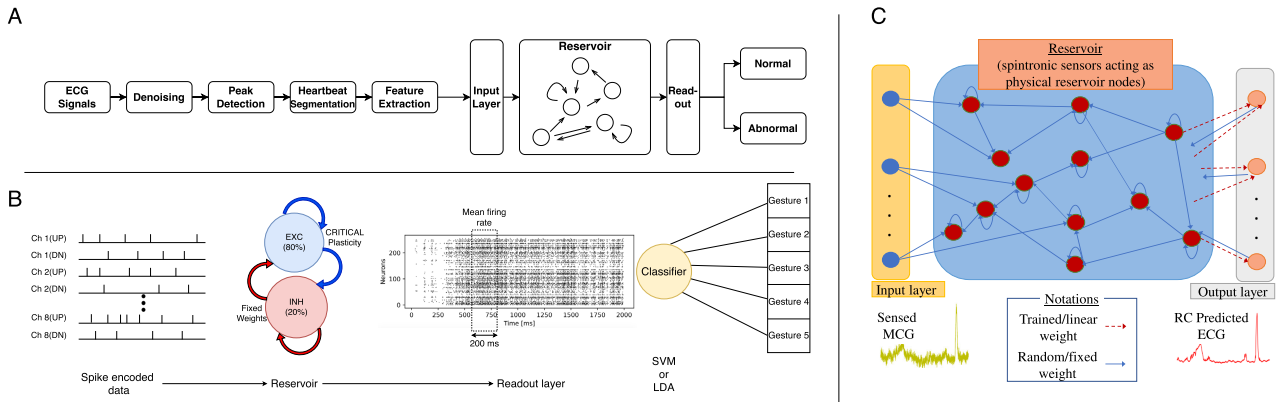 A
ECG
Signals
Denoising
Peak
Detection
Heartbeat
Segmentation
Feature
Extraction
Input
Layer
Reservoir
Read-
out
Normal
Abnormal
B
Ch 1(UP)
Ch 1(DN)
Ch 2(UP)
Ch 2(DN)
Ch 8(UP)
Ch 8(DN)
Spike encoded
data
EXC
(80%)
CRITICAL
Plasticity
INH
(20%)
Fixed
Weights
Reservoir
Mean firing
rate
Neurons
200
100
0
0 250 500 750 1000 1250 1500 1750 2000
Time [ms]
200 ms
Readout layer
Classifier
SVM
or
LDA
Gesture 1
Gesture 2
Gesture 3
Gesture 4
Gesture 5
C
Reservoir
(spintronic sensors acting as
physical reservoir nodes)
Input layer
Output layer
Sensed
MCG
Notations
Trained/linear
weight
Random/fixed
weight
RC Predicted
ECG